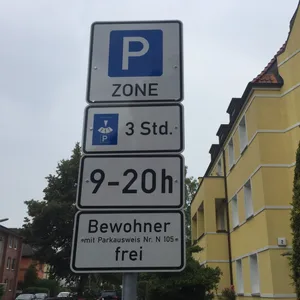 P
ZONE
P 3 Std.
9-20h
Bewohner
»mit Parkausweis Nr. N 105«
frei